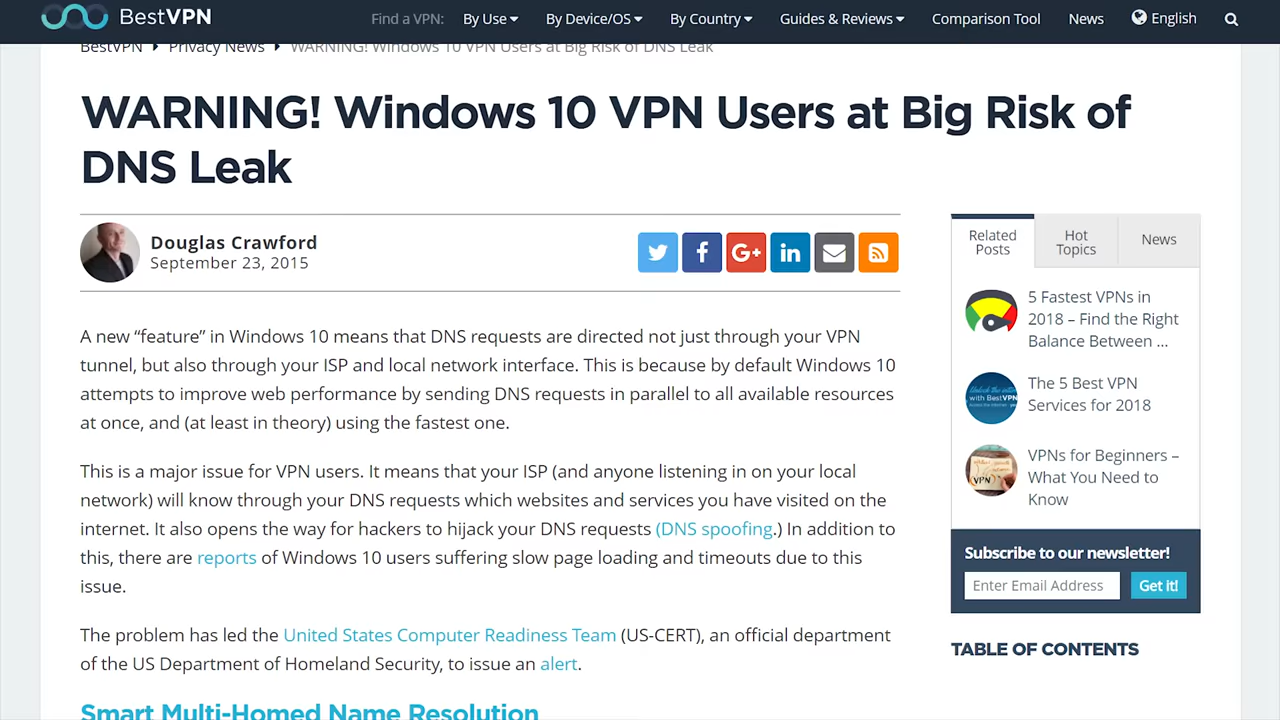 BestVPN
Find a VPN: By Use By Device/OS By Country Guides & Reviews Comparison Tool News English
BestVPN Privacy News WARNING! Windows 10 VPN Users at Big Risk of DNS Leak
WARNING! Windows 10 VPN Users at Big Risk of
DNS Leak
Douglas Crawford
September 23, 2015
A new “feature” in Windows 10 means that DNS requests are directed not just through your VPN
tunnel, but also through your ISP and local network interface. This is because by default Windows 10
attempts to improve web performance by sending DNS requests in parallel to all available resources
at once, and (at least in theory) using the fastest one.
This is a major issue for VPN users. It means that your ISP (and anyone listening in on your local
network) will know through your DNS requests which websites and services you have visited on the
internet. It also opens the way for hackers to hijack your DNS requests (DNS spoofing.) In addition to
this, there are reports of Windows 10 users suffering slow page loading and timeouts due to this
issue.
The problem has led the United States Computer Readiness Team (US-CERT), an official department
of the US Department of Homeland Security, to issue an alert.
Smart Multi-Homed Name Resolution
Related
Posts
Hot
Topics
News
5 Fastest VPNs in
2018 – Find the Right
Balance Between ...
The 5 Best VPN
Services for 2018
VPNs for Beginners –
What You Need to
Know
Subscribe to our newsletter!
Enter Email Address
Get it!
TABLE OF CONTENTS